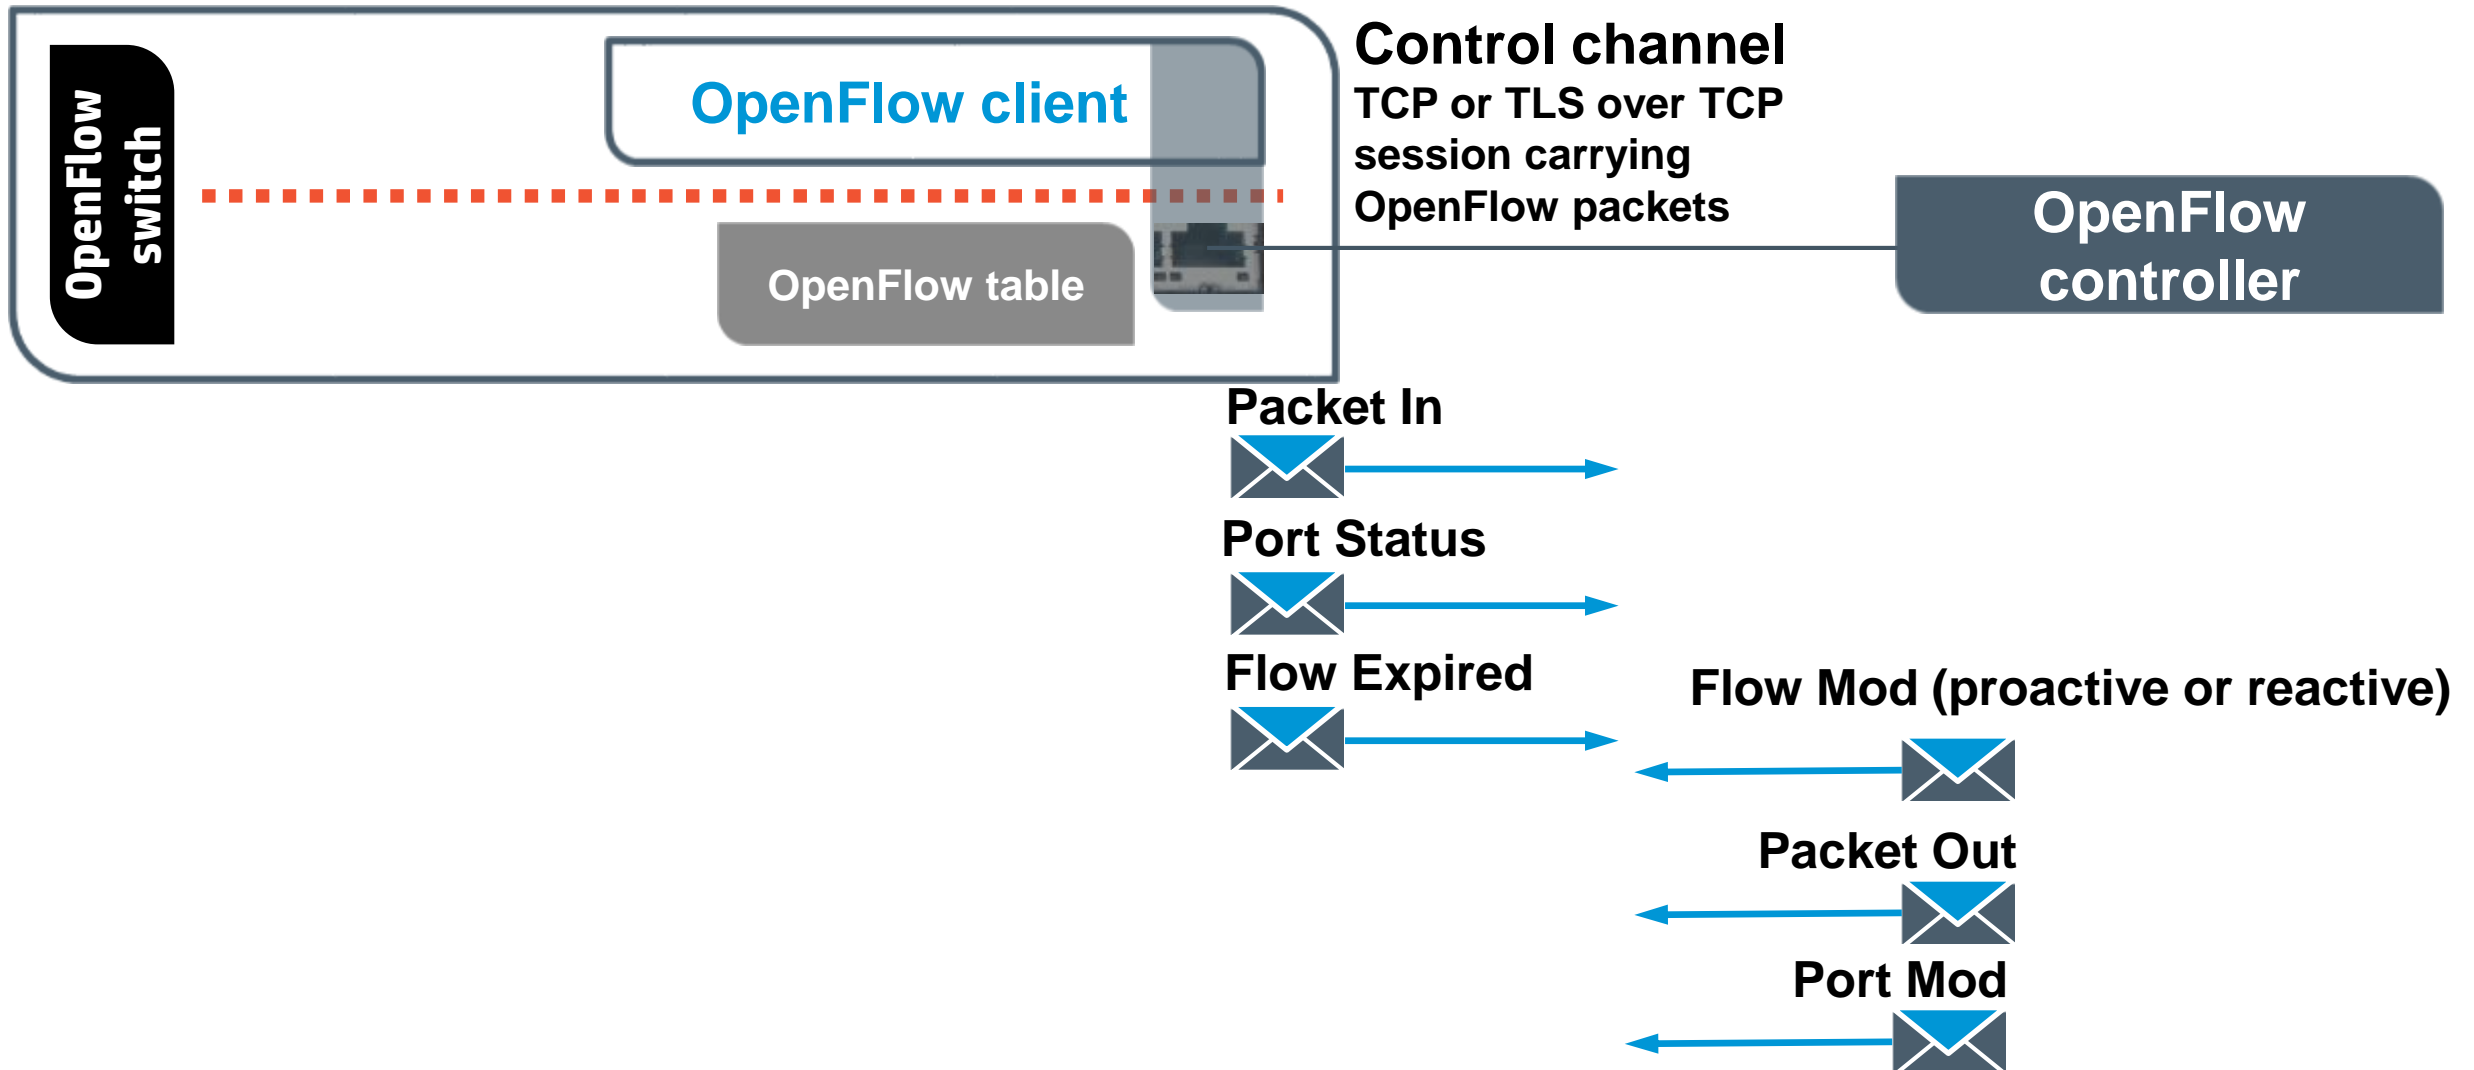 OpenFlow
switch
OpenFlow client
OpenFlow table
Control channel
TCP or TLS over TCP
session carrying
OpenFlow packets
OpenFlow
controller
Packet In
Port Status
Flow Expired
Flow Mod (proactive or reactive)
Packet Out
Port Mod